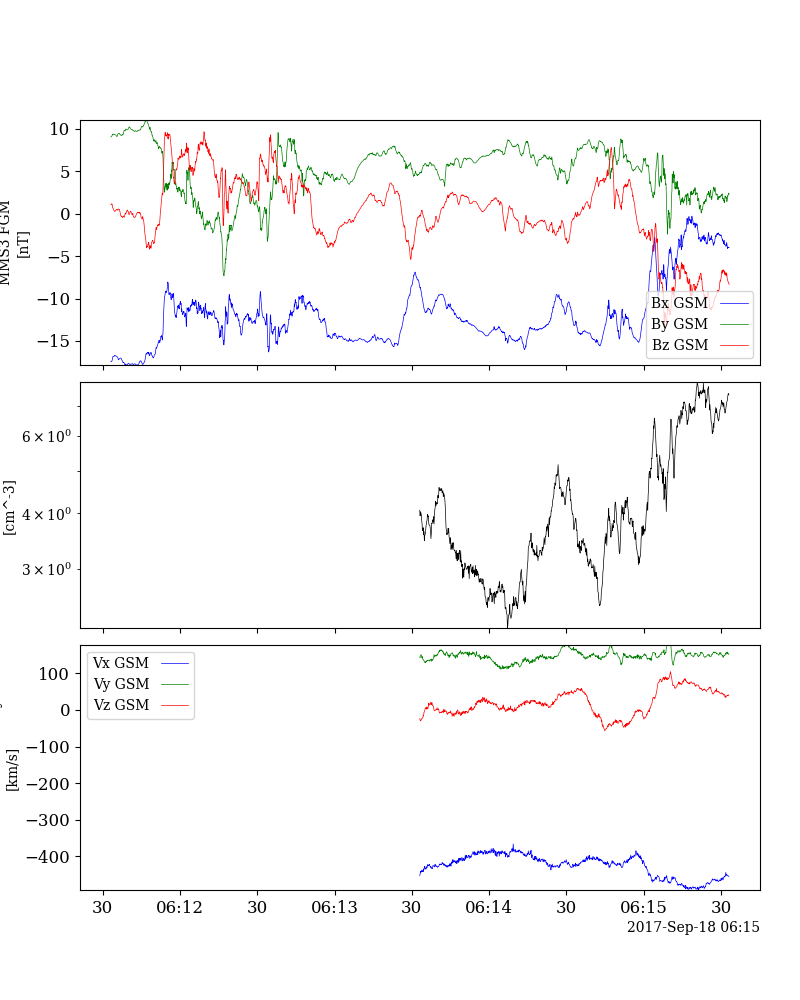 10
5
0
−5
−10
−15
MMS3 FGM
[nT]
Bx GSM
By GSM
Bz GSM
6 × 10⁰
4 × 10⁰
3 × 10⁰
[cm^-3]
100
0
−100
−200
−300
−400
[km/s]
Vx GSM
Vy GSM
Vz GSM
30 06:12 30 06:13 30 06:14 30 06:15 30
2017-Sep-18 06:15